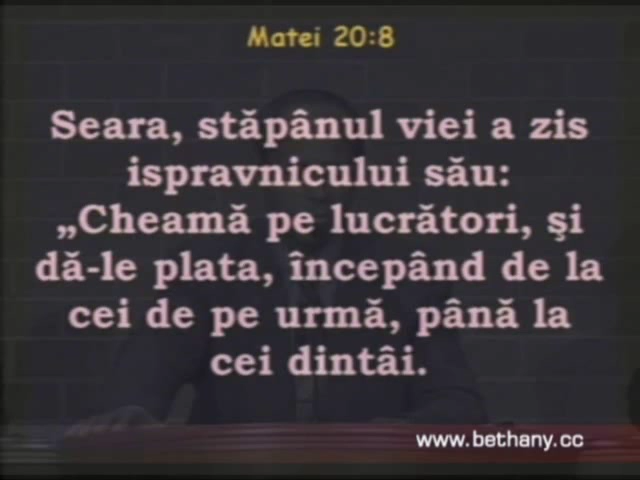 Matei 20:8
Seara, stăpânul viei a zis
ispravnicului său:
„Cheamă pe lucrători, şi
dă-le plata, începând de la
cei de pe urmă, până la
cei dintâi.
www.bethany.cc